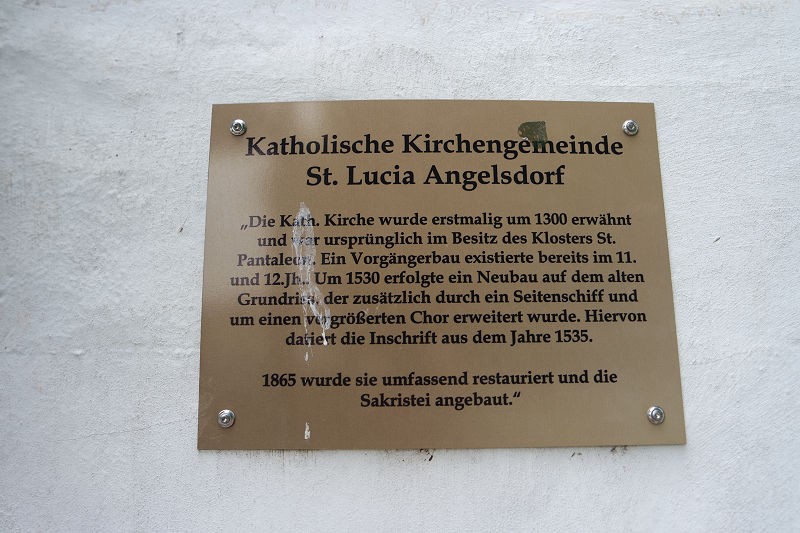 Katholische Kirchengemeinde
St. Lucia Angelsdorf
„Die Kath. Kirche wurde erstmalig um 1300 erwähnt
und war ursprünglich im Besitz des Klosters St.
Pantaleon. Ein Vorgängerbau existierte bereits im 11.
und 12.Jh.. Um 1530 erfolgte ein Neubau auf dem alten
Grundriss, der zusätzlich durch ein Seitenschiff und
um einen vergrößerten Chor erweitert wurde. Hiervon
datiert die Inschrift aus dem Jahre 1535.
1865 wurde sie umfassend restauriert und die
Sakristei angebaut.“